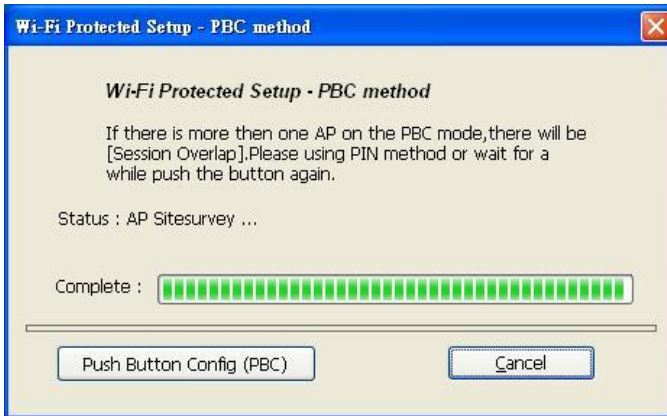 Wi-Fi Protected Setup - PBC method
Wi-Fi Protected Setup - PBC method
If there is more then one AP on the PBC mode,there will be
[Session Overlap].Please using PIN method or wait for a
while push the button again.
Status : AP Sitesurvey ...
Complete :
Push Button Config (PBC)
Cancel